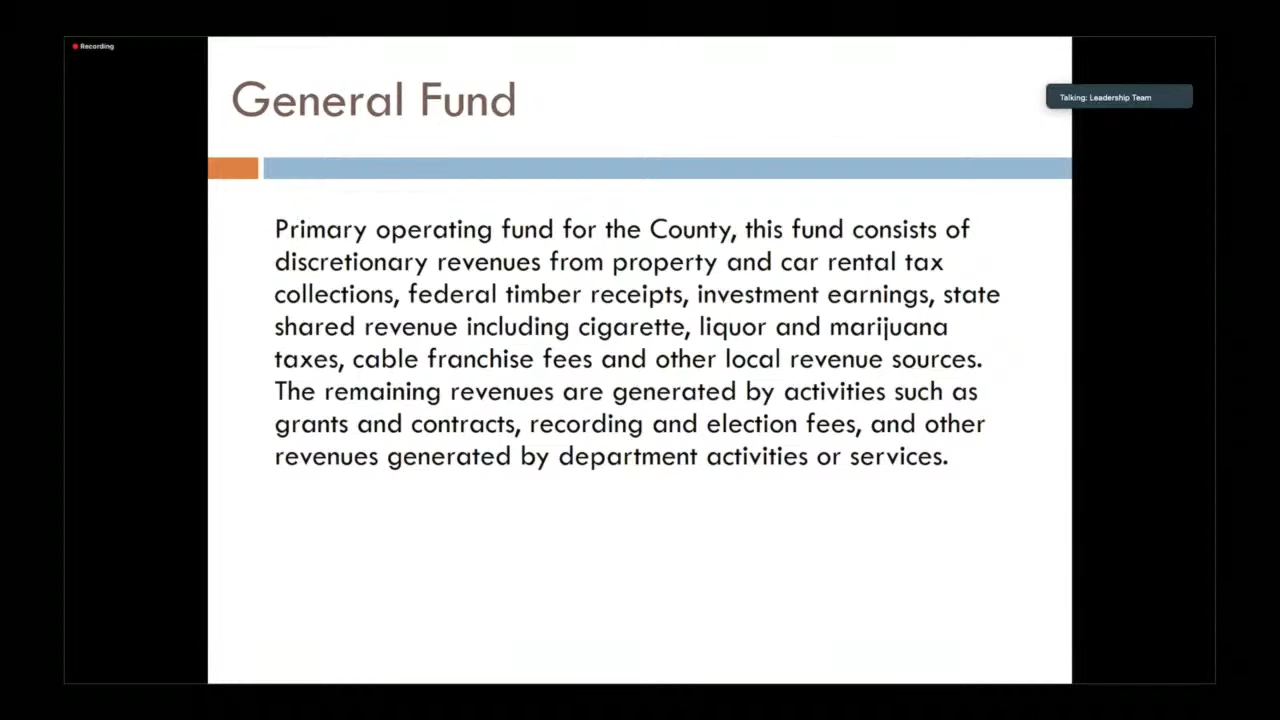 Recording
General Fund
Talking: Leadership Team
Primary operating fund for the County, this fund consists of
discretionary revenues from property and car rental tax
collections, federal timber receipts, investment earnings, state
shared revenue including cigarette, liquor and marijuana
taxes, cable franchise fees and other local revenue sources.
The remaining revenues are generated by activities such as
grants and contracts, recording and election fees, and other
revenues generated by department activities or services.